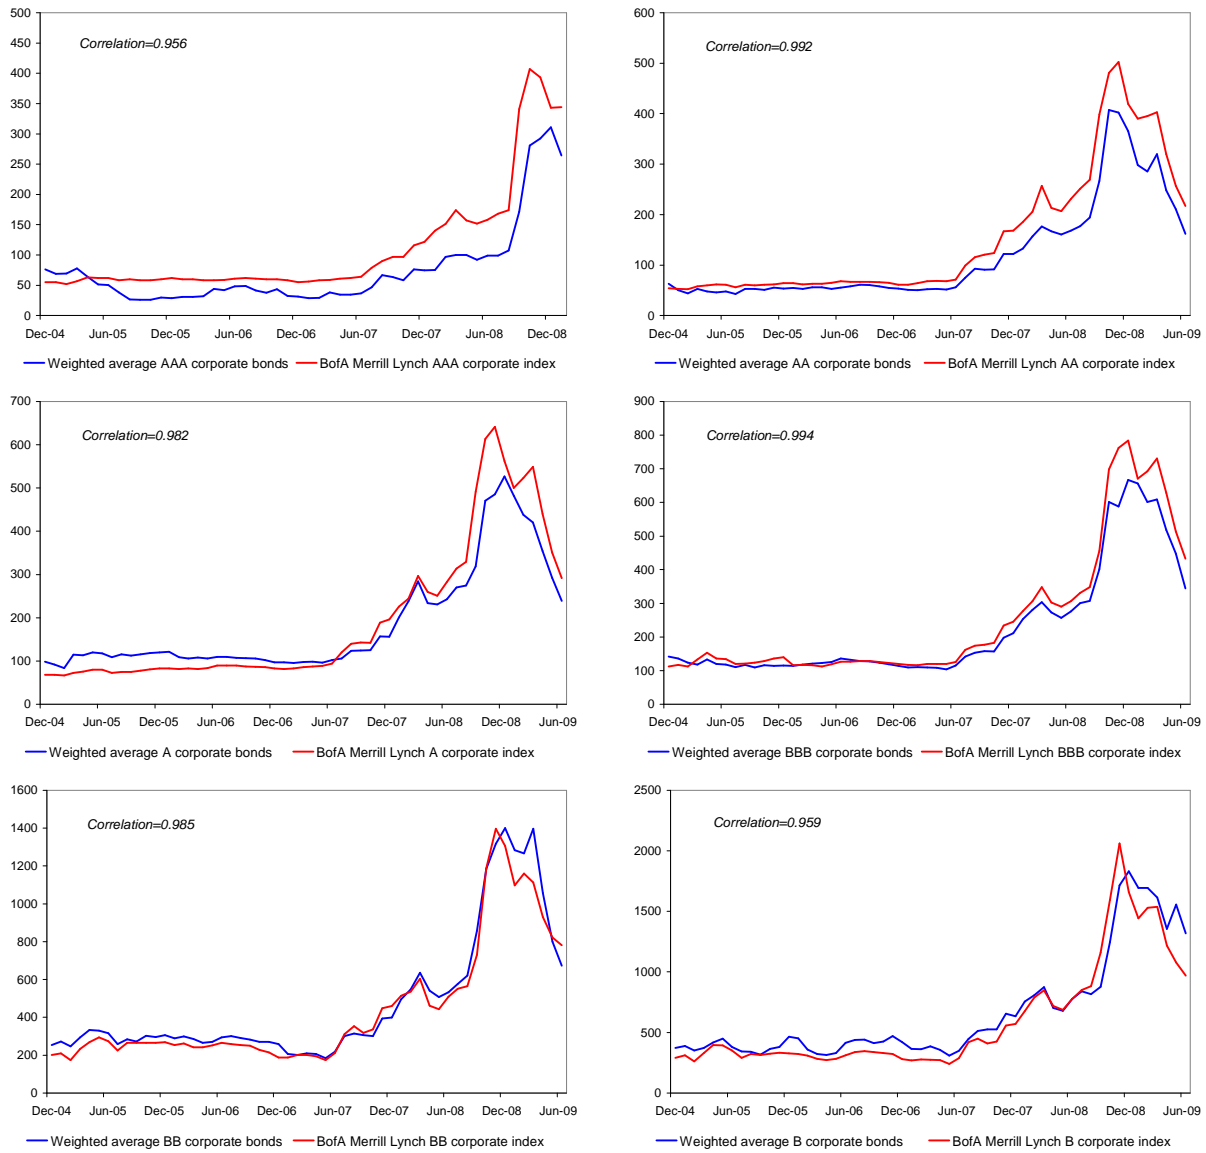 500
450
400
350
300
250
200
150
100
50
0
Correlation=0.956
Dec-04 Jun-05 Dec-05 Jun-06 Dec-06 Jun-07 Dec-07 Jun-08 Dec-08
Weighted average AAA corporate bonds BofA Merrill Lynch AAA corporate index
600
500
400
300
200
100
0
Correlation=0.992
Dec-04 Jun-05 Dec-05 Jun-06 Dec-06 Jun-07 Dec-07 Jun-08 Dec-08 Jun-09
Weighted average AA corporate bonds BofA Merrill Lynch AA corporate index
700
600
500
400
300
200
100
0
Correlation=0.982
Dec-04 Jun-05 Dec-05 Jun-06 Dec-06 Jun-07 Dec-07 Jun-08 Dec-08 Jun-09
Weighted average A corporate bonds BofA Merrill Lynch A corporate index
900
800
700
600
500
400
300
200
100
0
Correlation=0.994
Dec-04 Jun-05 Dec-05 Jun-06 Dec-06 Jun-07 Dec-07 Jun-08 Dec-08 Jun-09
Weighted average BBB corporate bonds BofA Merrill Lynch BBB corporate index
1600
1400
1200
1000
800
600
400
200
0
Correlation=0.985
Dec-04 Jun-05 Dec-05 Jun-06 Dec-06 Jun-07 Dec-07 Jun-08 Dec-08 Jun-09
Weighted average BB corporate bonds BofA Merrill Lynch BB corporate index
2500
2000
1500
1000
500
0
Correlation=0.959
Dec-04 Jun-05 Dec-05 Jun-06 Dec-06 Jun-07 Dec-07 Jun-08 Dec-08 Jun-09
Weighted average B corporate bonds BofA Merrill Lynch B corporate index